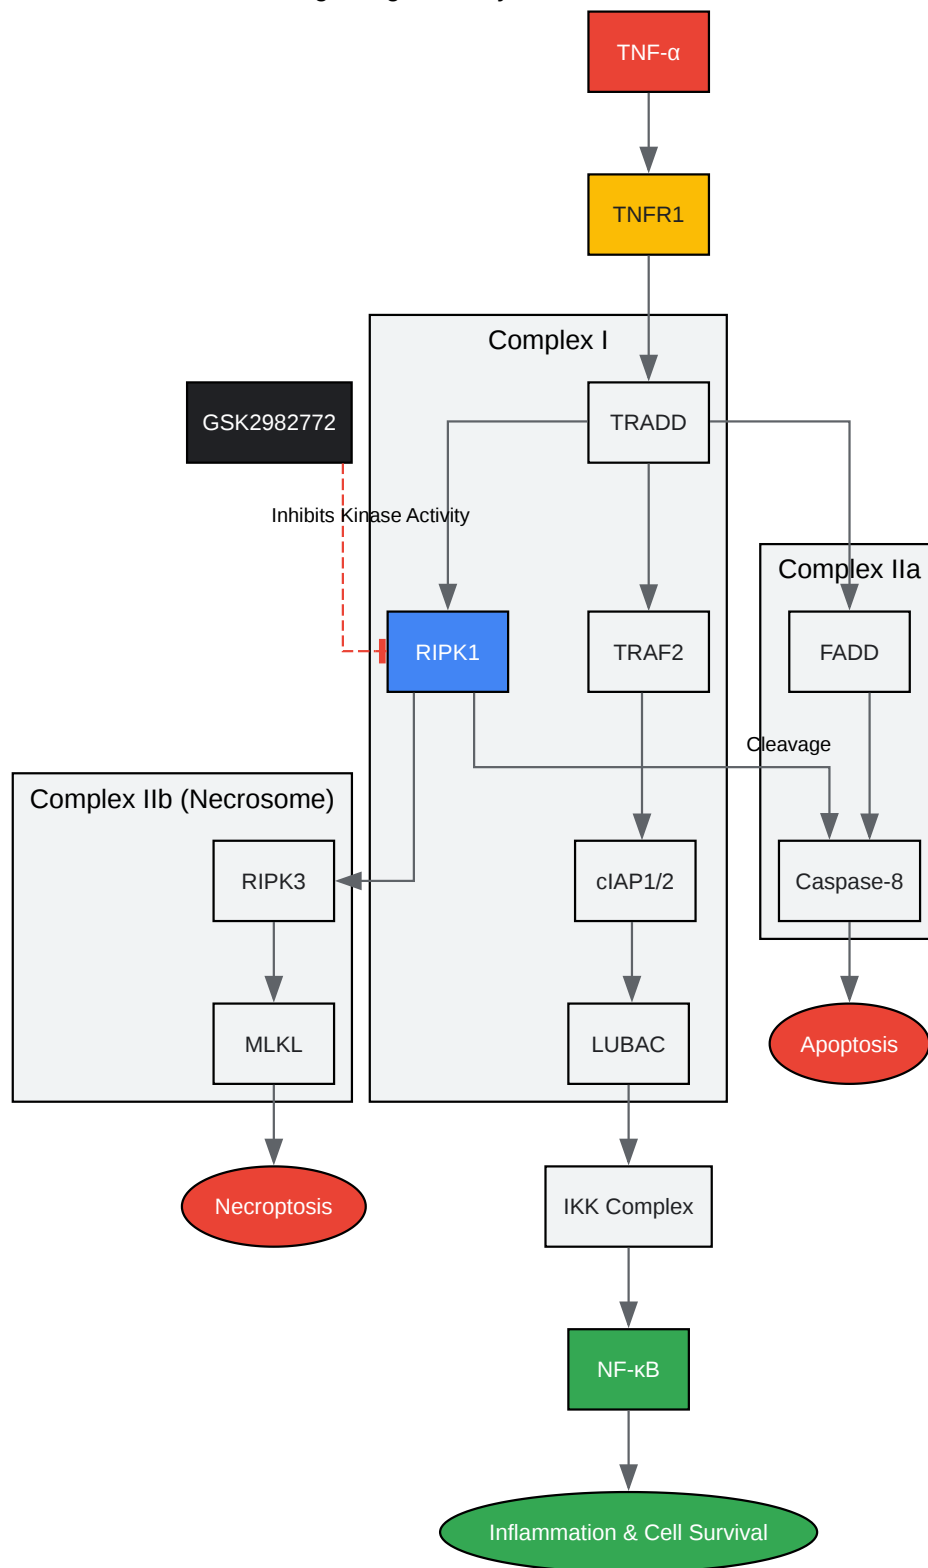 TNF-α
TNFR1
Complex I
GSK2982772
TRADD
Inhibits Kinase Activity
Complex IIa
RIPK1
TRAF2
FADD
Cleavage
Complex IIb (Necrosome)
RIPK3
cIAP1/2
Caspase-8
MLKL
LUBAC
Apoptosis
Necroptosis
IKK Complex
NF-κB
Inflammation & Cell Survival